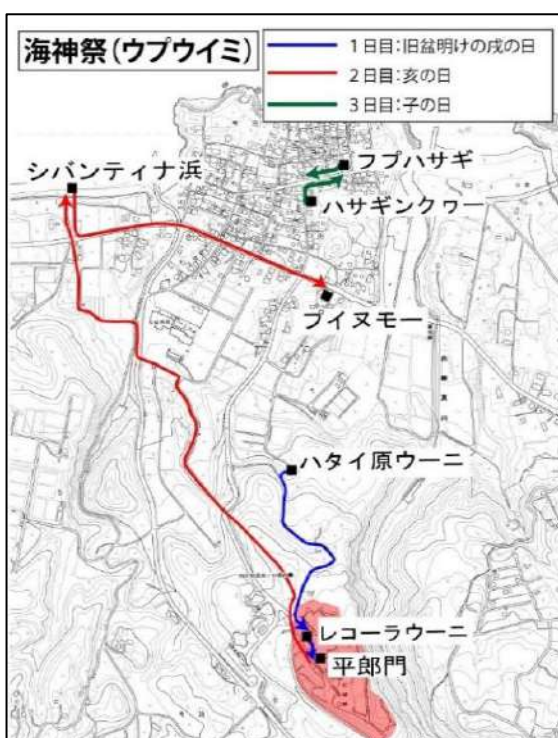 海神祭(ウプウイミ)
1日目:旧盆明けの戌の日
2日目:亥の日
3日目:子の日
シバンティナ浜
フプハサギ
ハサギンクヮー
プイヌモー
ハタイ原ウーニ
レコーラウーニ
平郎門